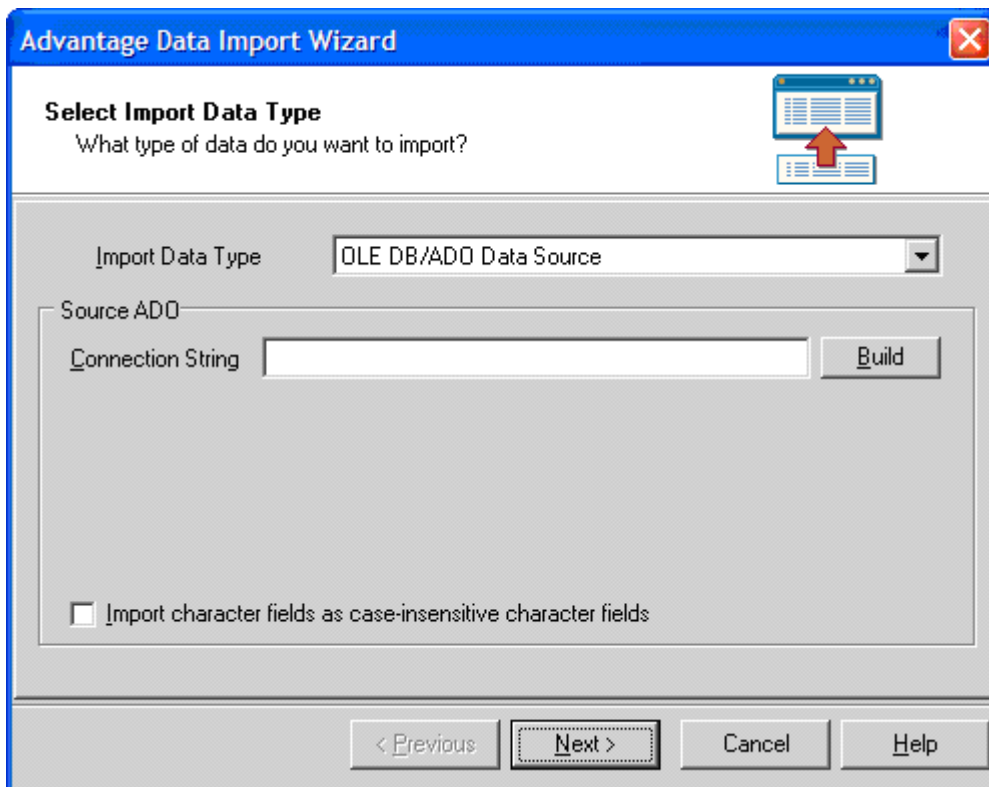 Advantage Data Import Wizard
Select Import Data Type
What type of data do you want to import?
Import Data Type OLE DB/ADO Data Source
Source ADO
Connection String Build
Import character fields as case-insensitive character fields
< Previous Next > Cancel Help